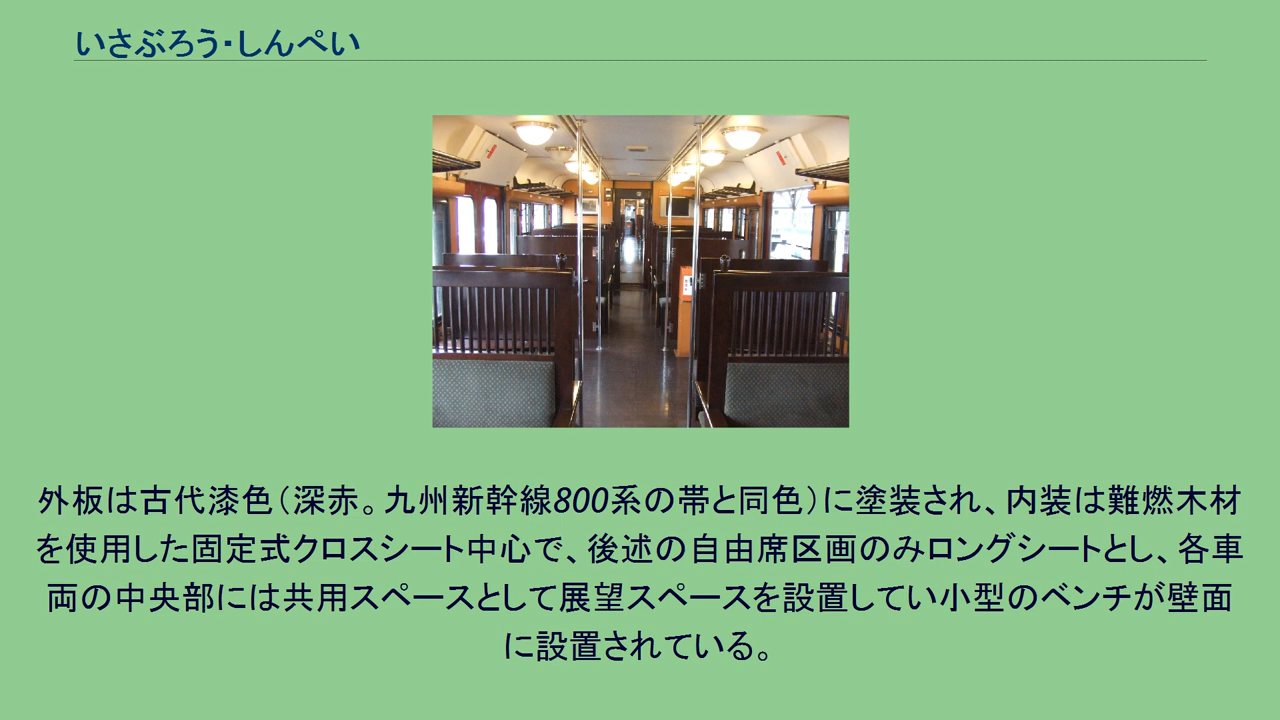 いさぶろう・しんぺい
外板は古代漆色（深赤。九州新幹線800系の帯と同色）に塗装され、内装は難燃木材
を使用した固定式クロスシート中心で、後述の自由席区画のみロングシートとし、各車
両の中央部には共用スペースとして展望スペースを設置してい小型のベンチが壁面
に設置されている。